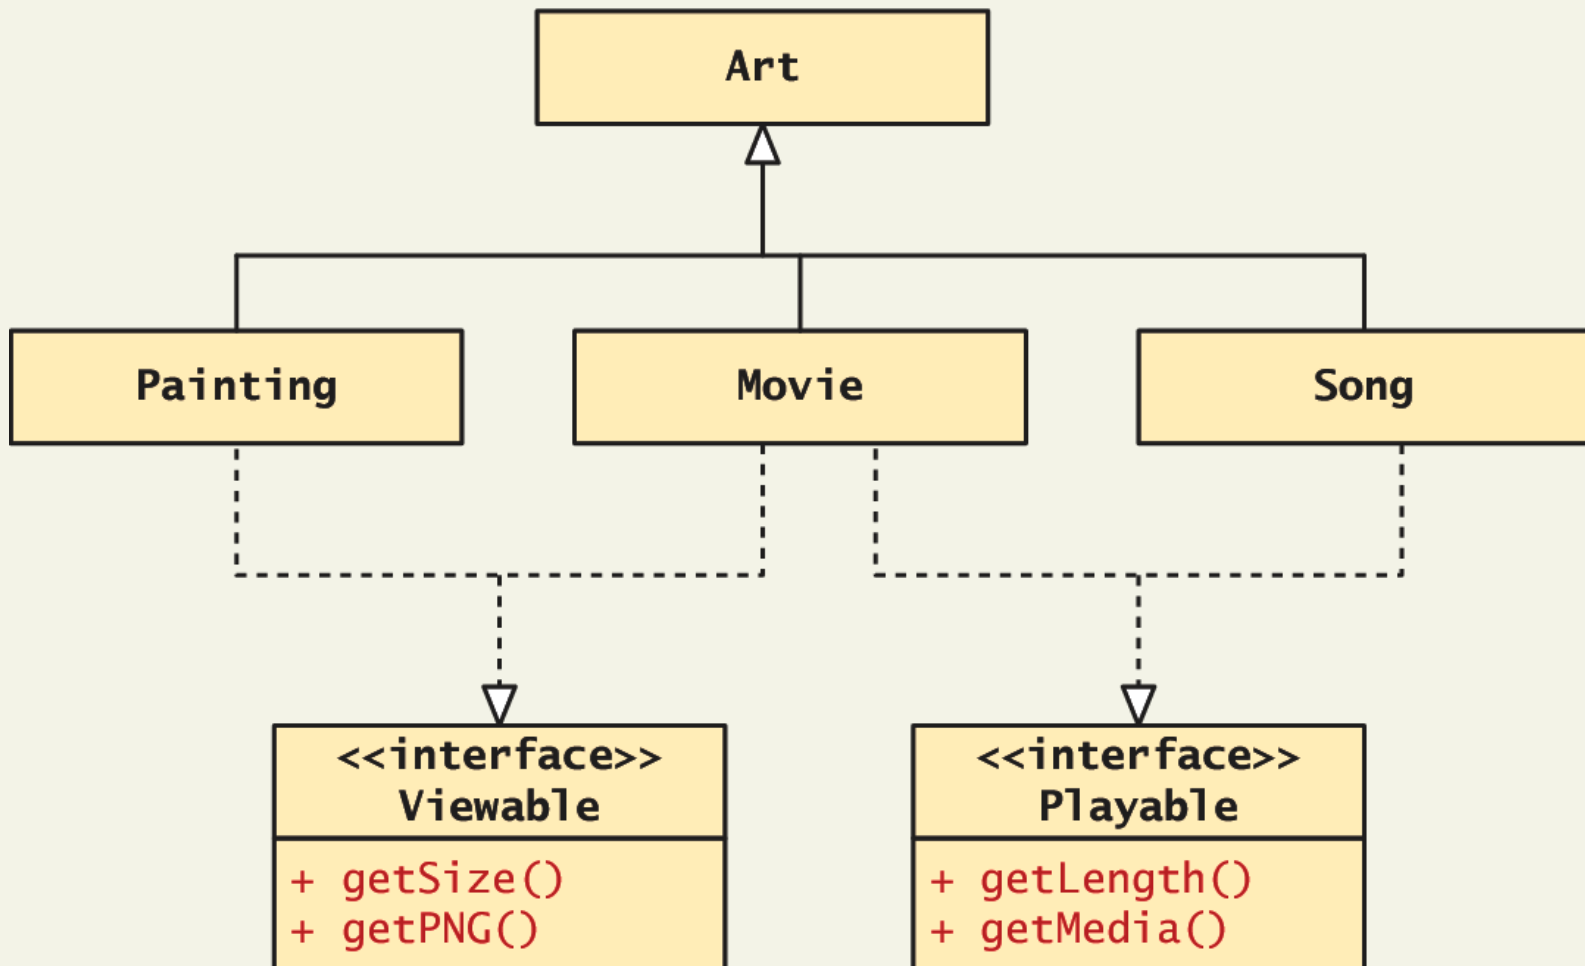 Art
Painting
Movie
Song
<<interface>>
Viewable
+ getSize()
+ getPNG()
<<interface>>
Playable
+ getLength()
+ getMedia()